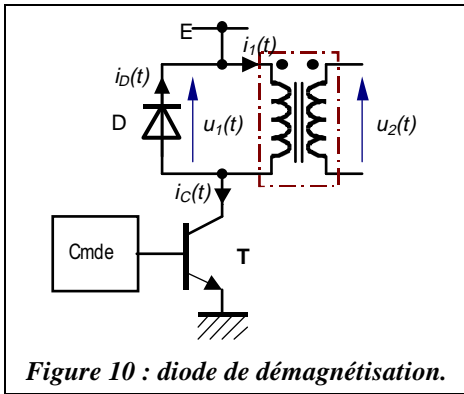 E
i1(t)
iD(t)
D
u1(t)
u2(t)
iC(t)
Cmde
T
Figure 10 : diode de démagnétisation.